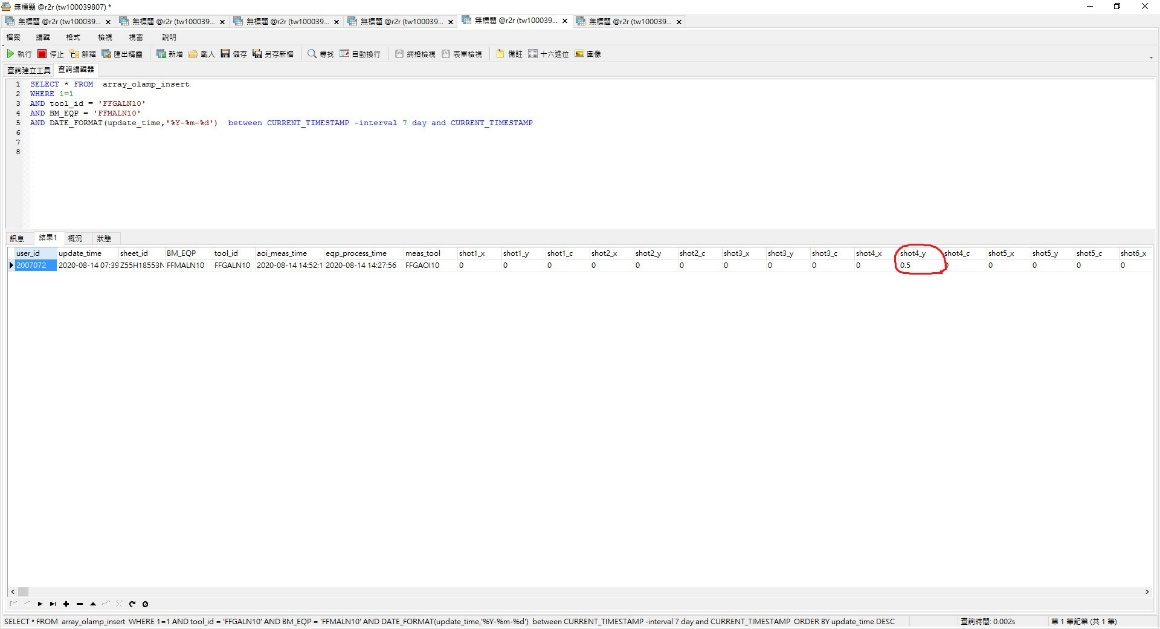 無標題 @r2r (tw100039807) *
無標題 @r2r (tw100039... × 無標題 @r2r (tw100039... × 無標題 @r2r (tw100039... × 無標題 @r2r (tw100039... × 無標題 @r2r (tw100039... × 無標題 @r2r (tw100039... ×
檔案 編輯 格式 檢視 視窗 說明
執行 停止 解釋 匯出精靈 新增 載入 儲存 另存新檔 尋找 自動換行 網格檢視 表單檢視 備註 十六進位 圖像
查詢建立工具 查詢編輯器
1 SELECT * FROM array_olamp_insert
2 WHERE 1=1
3 AND tool_id = 'FFGALN10'
4 AND BM_EQP = 'FFMALN10'
5 AND DATE_FORMAT(update_time,'%Y-%m-%d') between CURRENT_TIMESTAMP -interval 7 day and CURRENT_TIMESTAMP
6
7
8
訊息 結果1 概況 狀態
user_id update_time sheet_id BM_EQP tool_id aoi_meas_time eqp_process_time meas_tool shot1_x shot1_y shot1_c shot2_x shot2_y shot2_c shot3_x shot3_y shot3_c shot4_x shot4_y shot4_c shot5_x shot5_y shot5_c shot6_x
2007072 2020-08-14 07:39 Z55H18553N FFMALN10 FFGALN10 2020-08-14 14:52:1 2020-08-14 14:27:56 FFGAOI10 0 0 0 0 0 0 0 0 0 0 0.5 0 0 0 0 0
SELECT * FROM array_olamp_insert WHERE 1=1 AND tool_id = 'FFGALN10' AND BM_EQP = 'FFMALN10' AND DATE_FORMAT(update_time,'%Y-%m-%d') between CURRENT_TIMESTAMP -interval 7 day and CURRENT_TIMESTAMP ORDER BY update_time DESC 查詢時間: 0.002s 第 1 筆記錄 (共 1 筆)